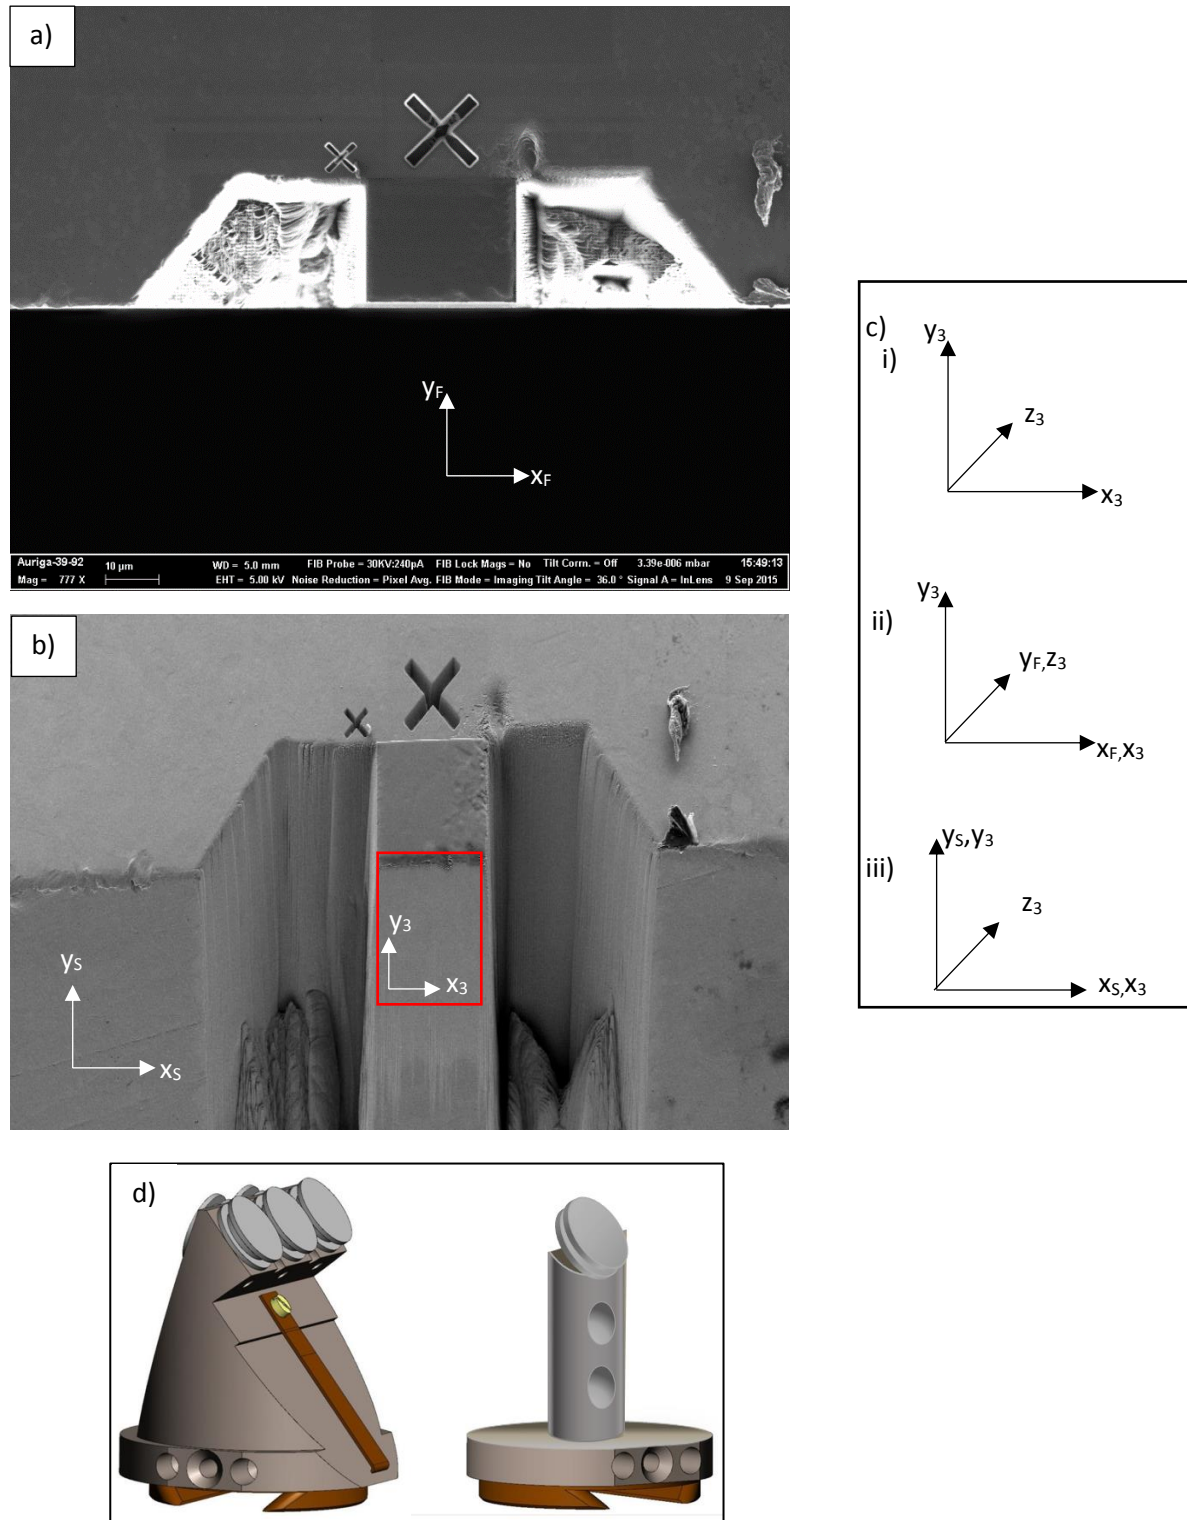 a)
yF
xF
Auriga-39-92 10 µm WD = 5.0 mm FIB Probe = 30KV:240pA FIB Lock Mags = No Tilt Corrn. = Off 3.39e-006 mbar 15:49:13
Mag = 777 X EHT = 5.00 kV Noise Reduction = Pixel Avg. FIB Mode = Imaging Tilt Angle = 36.0 ° Signal A = InLens 9 Sep 2015
b)
y3
x3
yS
xS
c)
i)
y3
z3
x3
ii)
y3
yF,z3
xF,x3
iii)
yS,y3
z3
xS,x3
d)